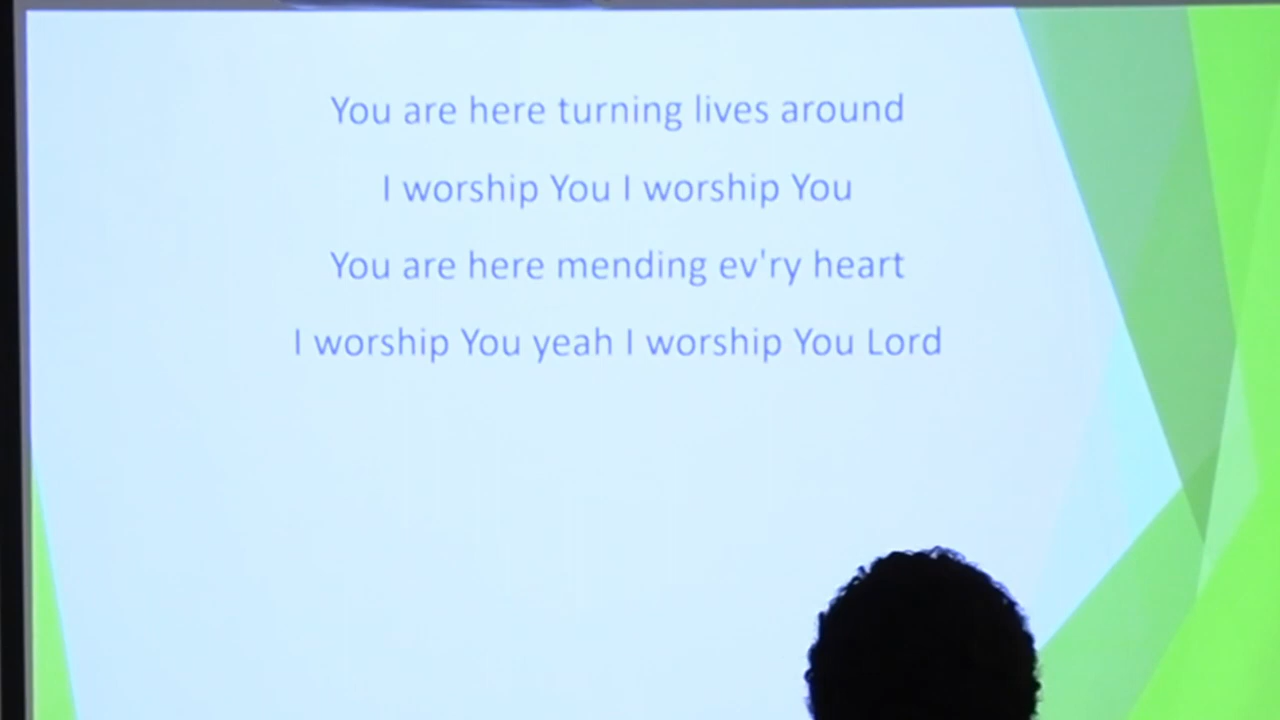 You are here turning lives around
I worship You I worship You
You are here mending ev'ry heart
I worship You yeah I worship You Lord